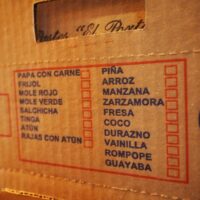 "El
PAPA CON CARNE
FRIJOL
MOLE ROJO
MOLE VERDE
SALCHICHA
TINGA
ATÚN
RAJAS CON ATÚN
PIÑA
ARROZ
MANZANA
ZARZAMORA
FRESA
COCO
DURAZNO
VAINILLA
ROMPOPE
GUAYABA